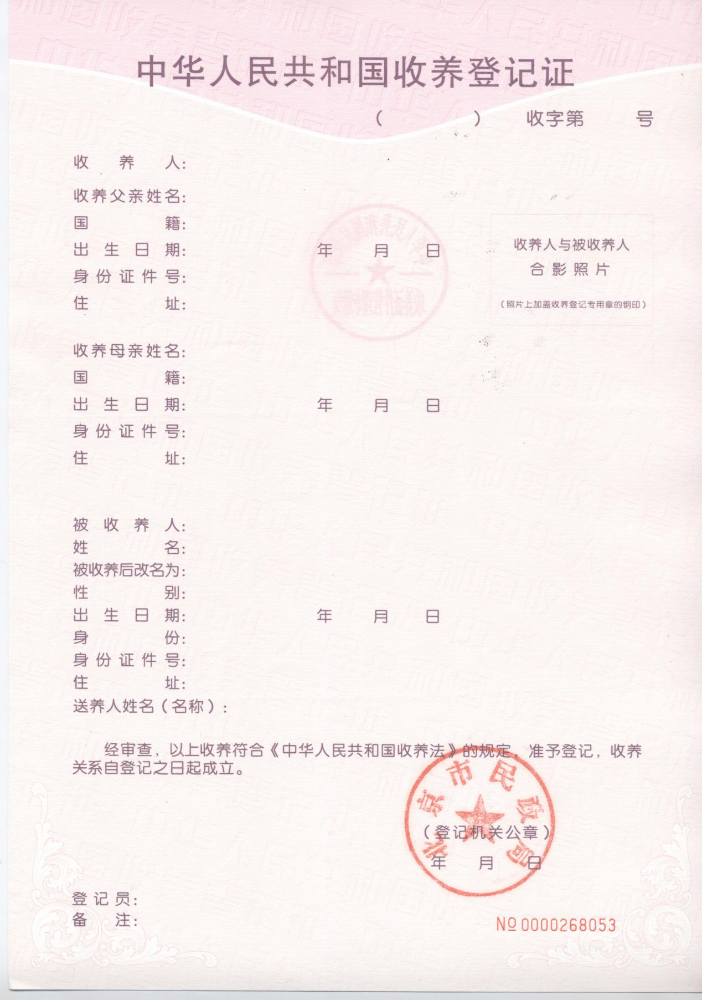 中华人民共和国收养登记证
（ ） 收字第 号
收养人：
收养父亲姓名：
国籍：
出生日期： 年 月 日
身份证件号：
住址：
收养人与被收养人
合影照片
（照片上加盖收养登记专用章的钢印）
收养母亲姓名：
国籍：
出生日期： 年 月 日
身份证件号：
住址：
被收养人：
姓名：
被收养后改名为：
性别：
出生日期： 年 月 日
身份：
身份证件号：
住址：
送养人姓名（名称）：
经审查，以上收养符合《中华人民共和国收养法》的规定，准予登记，收养
关系自登记之日起成立。
北京市民政局
（登记机关公章）
年 月 日
登记员：
备注：
№0000268053